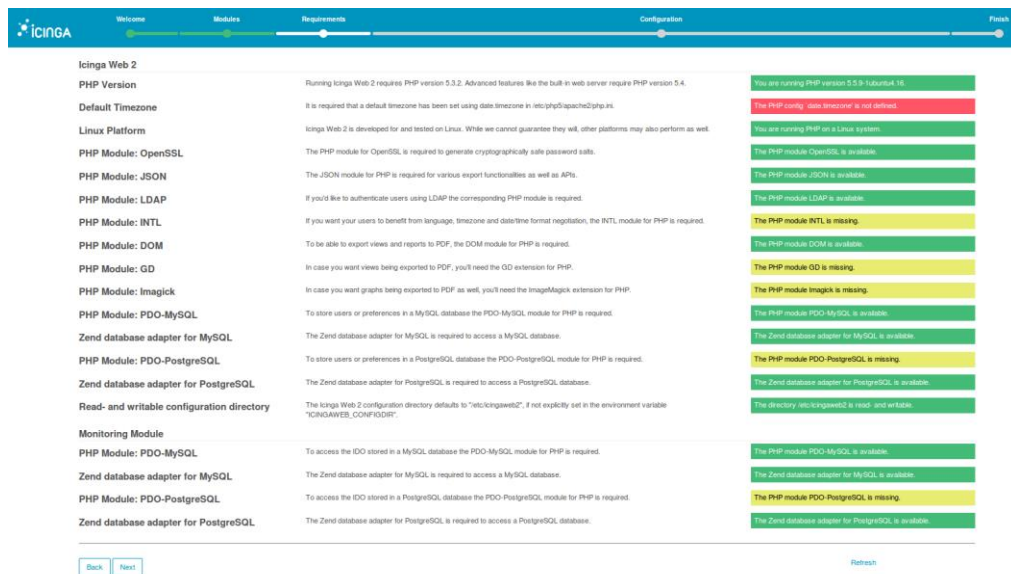 ICINGA
Welcome
Modules
Requirements
Configuration
Finish
Icinga Web 2
PHP Version
Running Icinga Web 2 requires PHP version 5.3.2. Advanced features like the built-in web server require PHP version 5.4.
You are running PHP version 5.5.9-1ubuntu4.16.
Default Timezone
It is required that a default timezone has been set using date.timezone in /etc/php5/apache2/php.ini.
The PHP config `date.timezone' is not defined.
Linux Platform
Icinga Web 2 is developed for and tested on Linux. While we cannot guarantee they will, other platforms may also perform as well.
You are running PHP on a Linux system.
PHP Module: OpenSSL
The PHP module for OpenSSL is required to generate cryptographically safe password salts.
The PHP module OpenSSL is available.
PHP Module: JSON
The JSON module for PHP is required for various export functionalities as well as APIs.
The PHP module JSON is available.
PHP Module: LDAP
If you'd like to authenticate users using LDAP the corresponding PHP module is required.
The PHP module LDAP is available.
PHP Module: INTL
If you want your users to benefit from language, timezone and date/time format negotiation, the INTL module for PHP is required.
The PHP module INTL is missing.
PHP Module: DOM
To be able to export views and reports to PDF, the DOM module for PHP is required.
The PHP module DOM is available.
PHP Module: GD
In case you want views being exported to PDF, you'll need the GD extension for PHP.
The PHP module GD is missing.
PHP Module: Imagick
In case you want graphs being exported to PDF as well, you'll need the ImageMagick extension for PHP.
The PHP module Imagick is missing.
PHP Module: PDO-MySQL
To store users or preferences in a MySQL database the PDO-MySQL module for PHP is required.
The PHP module PDO-MySQL is available.
Zend database adapter for MySQL
The Zend database adapter for MySQL is required to access a MySQL database.
The Zend database adapter for MySQL is available.
PHP Module: PDO-PostgreSQL
To store users or preferences in a PostgreSQL database the PDO-PostgreSQL module for PHP is required.
The PHP module PDO-PostgreSQL is missing.
Zend database adapter for PostgreSQL
The Zend database adapter for PostgreSQL is required to access a PostgreSQL database.
The Zend database adapter for PostgreSQL is available.
Read- and writable configuration directory
The Icinga Web 2 configuration directory defaults to "/etc/icingaweb2", if not explicitly set in the environment variable
"ICINGAWEB_CONFIGDIR".
The directory /etc/icingaweb2 is read- and writable.
Monitoring Module
PHP Module: PDO-MySQL
To access the IDO stored in a MySQL database the PDO-MySQL module for PHP is required.
The PHP module PDO-MySQL is available.
Zend database adapter for MySQL
The Zend database adapter for MySQL is required to access a MySQL database.
The Zend database adapter for MySQL is available.
PHP Module: PDO-PostgreSQL
To access the IDO stored in a PostgreSQL database the PDO-PostgreSQL module for PHP is required.
The PHP module PDO-PostgreSQL is missing.
Zend database adapter for PostgreSQL
The Zend database adapter for PostgreSQL is required to access a PostgreSQL database.
The Zend database adapter for PostgreSQL is available.
Back
Next
Refresh